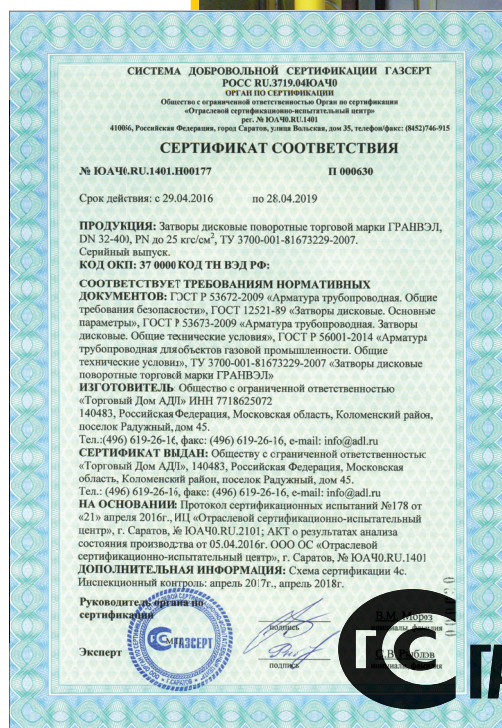 СИСТЕМА ДОБРОВОЛЬНОЙ СЕРТИФИКАЦИИ ГАЗСЕРТ
РОСС RU.3719.04ЮАЧ0
ОРГАН ПО СЕРТИФИКАЦИИ
Общество с ограниченной ответственностью Орган по сертификации
«Отраслевой сертификационно-испытательный центр»
рег. № ЮАЧ0.RU.1401
410066, Российская Федерация, город Саратов, улица Вольская, дом 35, телефон/факс: (8452)746-915
СЕРТИФИКАТ СООТВЕТСТВИЯ
№ ЮАЧ0.RU.1401.Н00177 П 000630
Срок действия: с 29.04.2016 по 28.04.2019
ПРОДУКЦИЯ: Затворы дисковые поворотные торговой марки ГРАНВЭЛ,
DN 32-400, PN до 25 кгс/см², ТУ 3700-001-81673229-2007.
Серийный выпуск.
КОД ОКП: 37 0000 КОД ТН ВЭД РФ:
СООТВЕТСТВУЕТ ТРЕБОВАНИЯМ НОРМАТИВНЫХ
ДОКУМЕНТОВ: ГОСТ Р 53672-2009 «Арматура трубопроводная. Общие
требования безопасности», ГОСТ 12521-89 «Затворы дисковые. Основные
параметры», ГОСТ Р 53673-2009 «Арматура трубопроводная. Затворы
дисковые. Общие технические условия», ГОСТ Р 56001-2014 «Арматура
трубопроводная для объектов газовой промышленности. Общие
технические условия», ТУ 3700-001-81673229-2007 «Затворы дисковые
поворотные торговой марки ГРАНВЭЛ»
ИЗГОТОВИТЕЛЬ Общество с ограниченной ответственностью
«Торговый Дом АДЛ» ИНН 7718625072
140483, Российская Федерация, Московская область, Коломенский район,
поселок Радужный, дом 45.
Тел.:(496) 619-26-16, факс: (496) 619-26-16, e-mail: info@adl.ru
СЕРТИФИКАТ ВЫДАН: Обществу с ограниченной ответственностью
«Торговый Дом АДЛ», 140483, Российская Федерация, Московская
область, Коломенский район, поселок Радужный, дом 45.
Тел.: (496) 619-26-16, факс: (496) 619-26-16, e-mail: info@adl.ru
НА ОСНОВАНИИ: Протокол сертификационных испытаний №178 от
«21» апреля 2016г., ИЦ «Отраслевой сертификационно-испытательный
центр», г. Саратов, № ЮАЧ0.RU.2101; АКТ о результатах анализа
состояния производства от 05.04.2016г. ООО ОС «Отраслевой
сертификационно-испытательный центр», г. Саратов, № ЮАЧ0.RU.1401
ДОПОЛНИТЕЛЬНАЯ ИНФОРМАЦИЯ: Схема сертификации 4с.
Инспекционный контроль: апрель 2017г., апрель 2018г.
Руководитель органа по
сертификации
подпись
В.М. Мороз
инициалы, фамилия
ГАЗСЕРТ
Эксперт
подпись
С.В. Рыблов
инициалы, фамилия
ГА